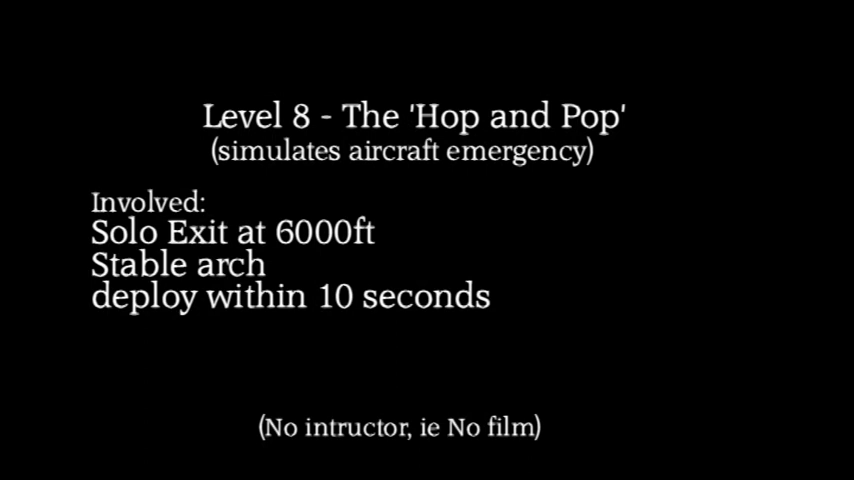 Level 8 - The 'Hop and Pop'
(simulates aircraft emergency)
Involved:
Solo Exit at 6000ft
Stable arch
deploy within 10 seconds
(No intructor, ie No film)